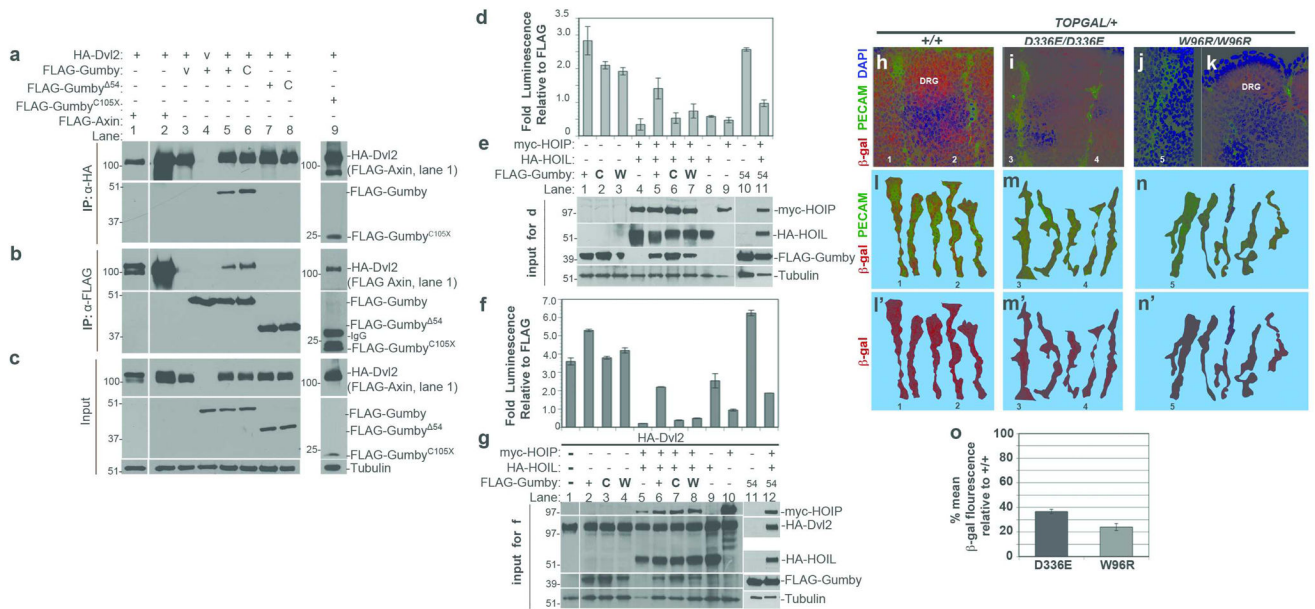 a
HA-Dvl2: + + + v + + + + +
FLAG-Gumby: v + + C
FLAG-GumbyΔ54 + C
FLAG-GumbyC105X +
FLAG-Axin + +
Lane: 1 2 3 4 5 6 7 8 9
IP: α-HA
100-
51-
37-
100-
25-
-HA-Dvl2
(FLAG-Axin, lane 1)
-FLAG-Gumby
-FLAG-GumbyC105X
b
IP: α-FLAG
100-
51-
37-
100-
25-
-HA-Dvl2
(FLAG Axin, lane 1)
-FLAG-Gumby
-FLAG-GumbyΔ54
-IgG
-FLAG-GumbyC105X
c
Input
100-
51-
37-
51-
100-
25-
-HA-Dvl2
(FLAG-Axin, lane 1)
-FLAG-Gumby
-FLAG-GumbyΔ54
-FLAG-GumbyC105X
-Tubulin
d
Fold Luminescence
Relative to FLAG
3.0
2.5
2.0
1.5
1.0
.5
0
e
myc-HOIP: - - - + + + + - + - +
HA-HOIL: - - - + + + + + - - +
FLAG-Gumby: + C W - + C W - - 54 54
Lane: 1 2 3 4 5 6 7 8 9 10 11
input for d
97-
51-
39-
51-
-myc-HOIP
-HA-HOIL
-FLAG-Gumby
-Tubulin
f
Fold Luminescence
Relative to FLAG
7.0
6.0
5.0
4.0
3.0
2.0
1.0
0.0
g
HA-Dvl2
myc-HOIP: - - - - + + + + - + - +
HA-HOIL: - - - - + + + + + - - +
FLAG-Gumby: - + C W - + C W - - 54 54
Lane: 1 2 3 4 5 6 7 8 9 10 11 12
input for f
97-
51-
39-
51-
-myc-HOIP
-HA-Dvl2
-HA-HOIL
-FLAG-Gumby
-Tubulin
TOPGAL/+
+/+ D336E/D336E W96R/W96R
β-gal PECAM DAPI
h i j k
DRG DRG
1 2 3 4 5
β-gal PECAM
l m n
1 2 3 4 5
β-gal
l' m' n'
1 2 3 4 5
o
% mean
β-gal flourescence
relative to +/+
100
80
60
40
20
0
D336E W96R